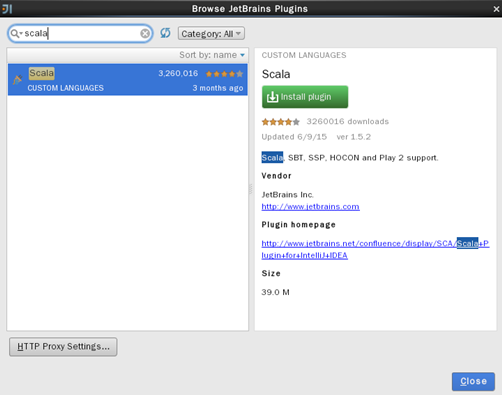 Browse JetBrains Plugins
scala
Category: All
Sort by: name
Scala 3,260,016
CUSTOM LANGUAGES 3 months ago
CUSTOM LANGUAGES
Scala
Install plugin
3260016 downloads
Updated 6/9/15 ver 1.5.2
Scala, SBT, SSP, HOCON and Play 2 support.
Vendor
JetBrains Inc.
http://www.jetbrains.com
Plugin homepage
http://www.jetbrains.net/confluence/display/SCA/Scala+P
lugin+for+IntelliJ+IDEA
Size
39.0 M
HTTP Proxy Settings...
Close